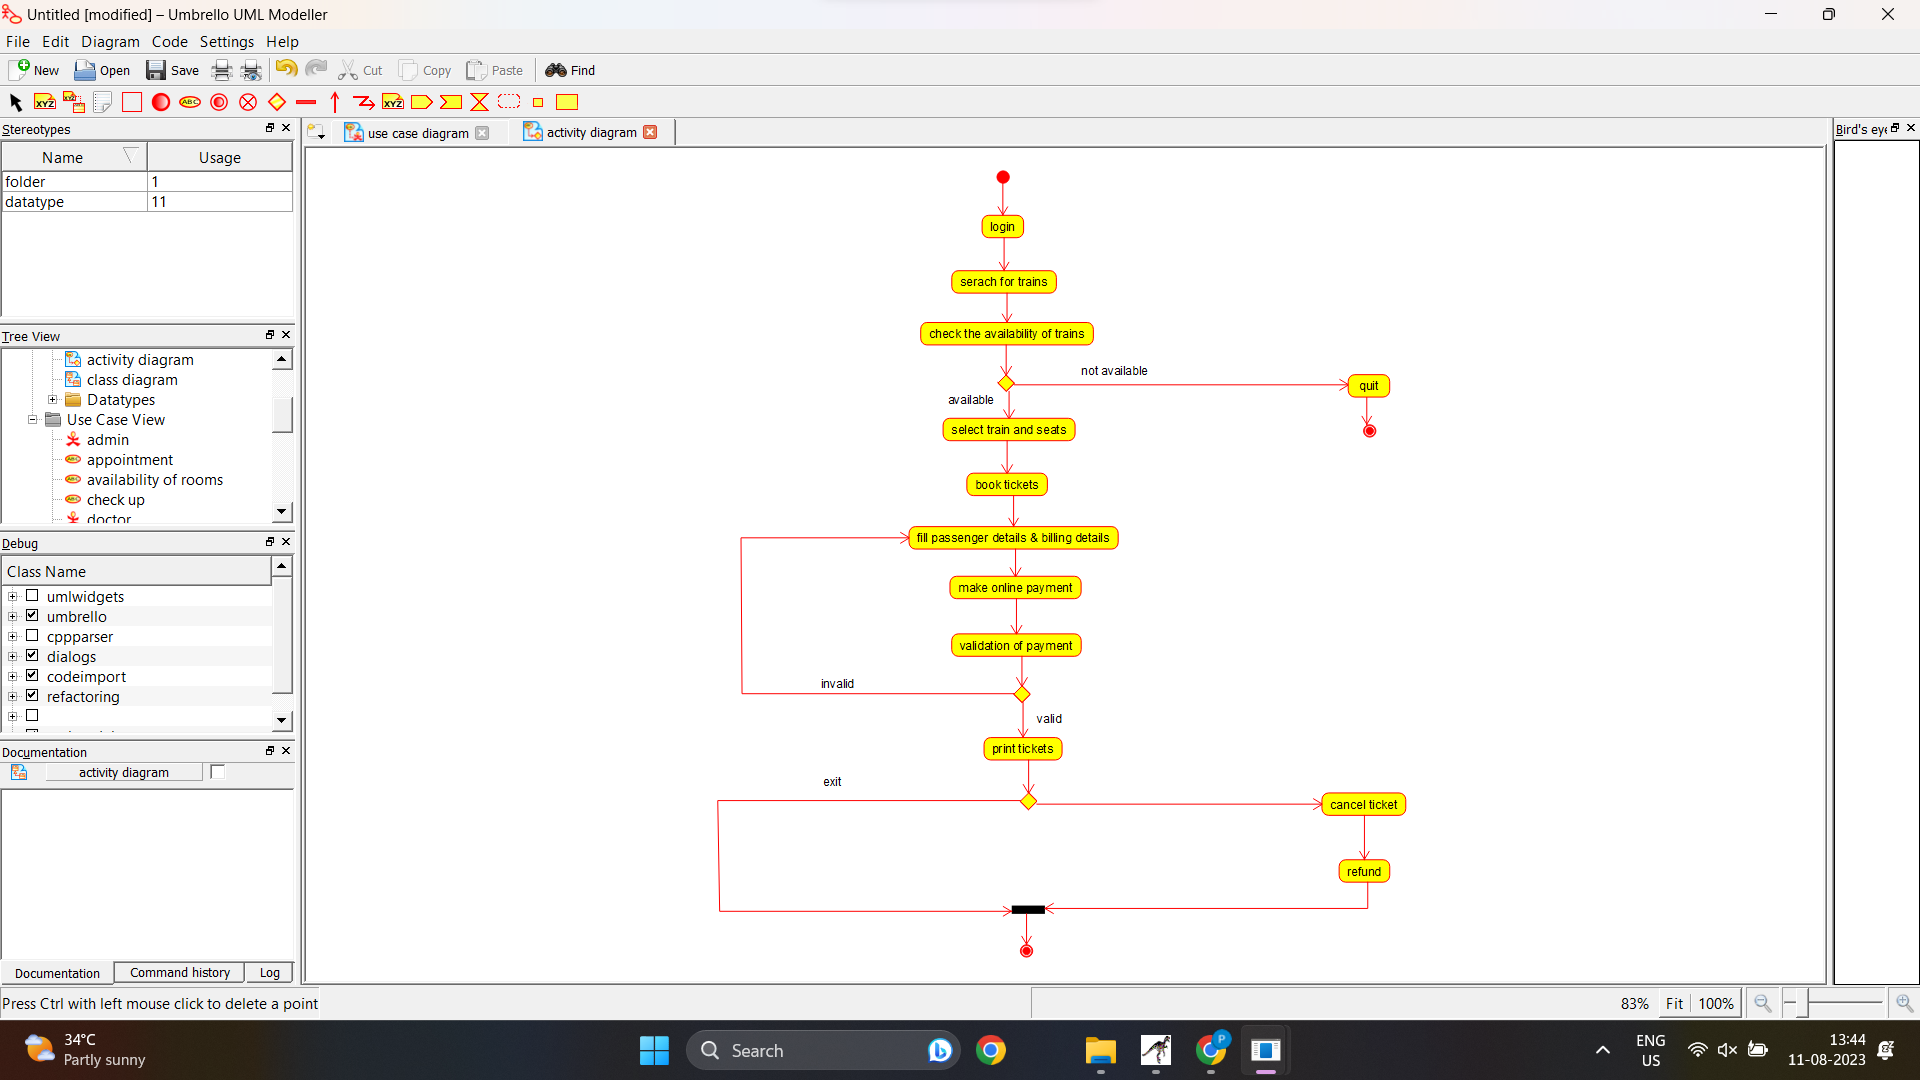 Untitled [modified] – Umbrello UML Modeller
File Edit Diagram Code Settings Help
New Open Save Cut Copy Paste Find
XYZ XYZ ABC XYZ
Stereotypes
Name Usage
folder 1
datatype 11
Tree View
activity diagram
class diagram
Datatypes
Use Case View
admin
appointment
availability of rooms
check up
doctor
Debug
Class Name
umlwidgets
umbrello
cppparser
dialogs
codeimport
refactoring
Documentation
activity diagram
Documentation Command history Log
use case diagram activity diagram
login
serach for trains
check the availability of trains
not available
quit
available
select train and seats
book tickets
fill passenger details & billing details
make online payment
validation of payment
invalid
valid
print tickets
exit
cancel ticket
refund
Bird's eye
Press Ctrl with left mouse click to delete a point
83% Fit 100%
34°C
Partly sunny
Search
P
ENG
US
13:44
11-08-2023